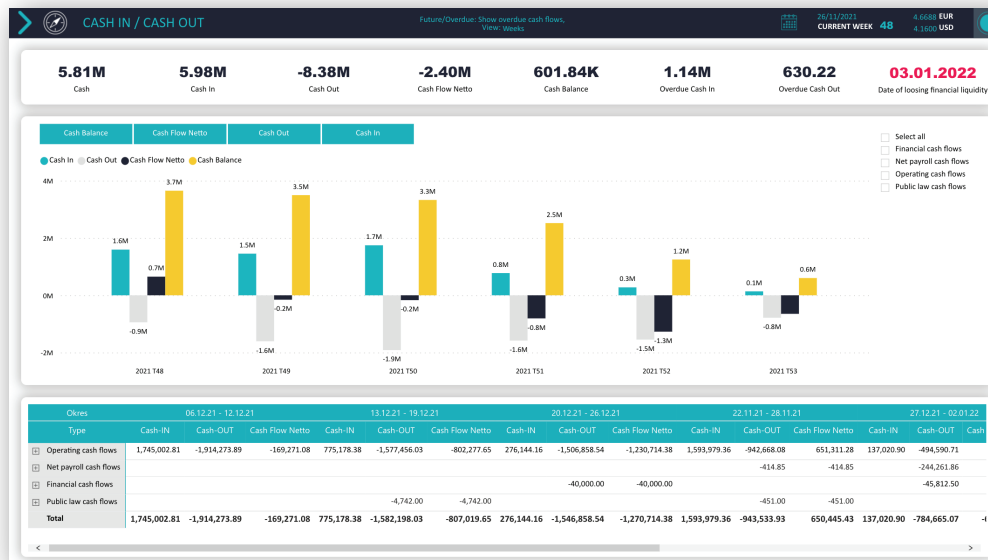 CASH IN / CASH OUT
Future/Overdue: Show overdue cash flows,
View: Weeks
26/11/2021
CURRENT WEEK 48
4.6688 EUR
4.1600 USD
5.81M
Cash
5.98M
Cash In
-8.38M
Cash Out
-2.40M
Cash Flow Netto
601.84K
Cash Balance
1.14M
Overdue Cash In
630.22
Overdue Cash Out
03.01.2022
Date of loosing financial liquidity
Cash Balance Cash Flow Netto Cash Out Cash In
Cash In Cash Out Cash Flow Netto Cash Balance
Select all
Financial cash flows
Net payroll cash flows
Operating cash flows
Public law cash flows
4M
2M
0M
-2M
1.6M -0.9M 0.7M 3.7M
1.5M -1.6M -0.2M 3.5M
1.7M -1.9M -0.2M 3.3M
0.8M -1.6M -0.8M 2.5M
0.3M -1.5M -1.3M 1.2M
0.1M -0.8M 0.6M
2021 T48 2021 T49 2021 T50 2021 T51 2021 T52 2021 T53
Okres 06.12.21 - 12.12.21 13.12.21 - 19.12.21 20.12.21 - 26.12.21 22.11.21 - 28.11.21 27.12.21 - 02.01.22
Type Cash-IN Cash-OUT Cash Flow Netto Cash-IN Cash-OUT Cash Flow Netto Cash-IN Cash-OUT Cash Flow Netto Cash-IN Cash-OUT Cash Flow Netto Cash-IN Cash-OUT Cash
Operating cash flows 1,745,002.81 -1,914,273.89 -169,271.08 775,178.38 -1,577,456.03 -802,277.65 276,144.16 -1,506,858.54 -1,230,714.38 1,593,979.36 -942,668.08 651,311.28 137,020.90 -494,590.71
Net payroll cash flows -414.85 -414.85 -244,261.86
Financial cash flows -40,000.00 -40,000.00 -45,812.50
Public law cash flows -4,742.00 -4,742.00 -451.00 -451.00
Total 1,745,002.81 -1,914,273.89 -169,271.08 775,178.38 -1,582,198.03 -807,019.65 276,144.16 -1,546,858.54 -1,270,714.38 1,593,979.36 -943,533.93 650,445.43 137,020.90 -784,665.07